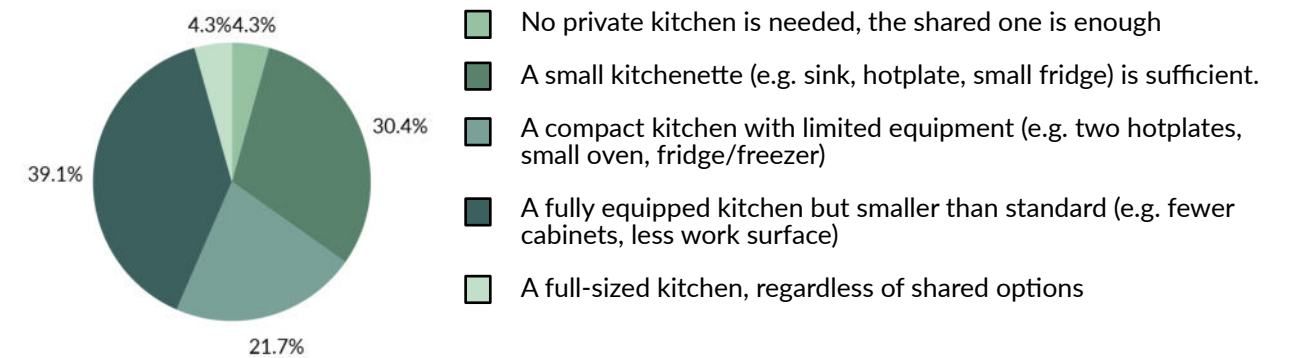 4.3%4.3%
30.4%
39.1%
21.7%
No private kitchen is needed, the shared one is enough
A small kitchenette (e.g. sink, hotplate, small fridge) is sufficient.
A compact kitchen with limited equipment (e.g. two hotplates,
small oven, fridge/freezer)
A fully equipped kitchen but smaller than standard (e.g. fewer
cabinets, less work surface)
A full-sized kitchen, regardless of shared options